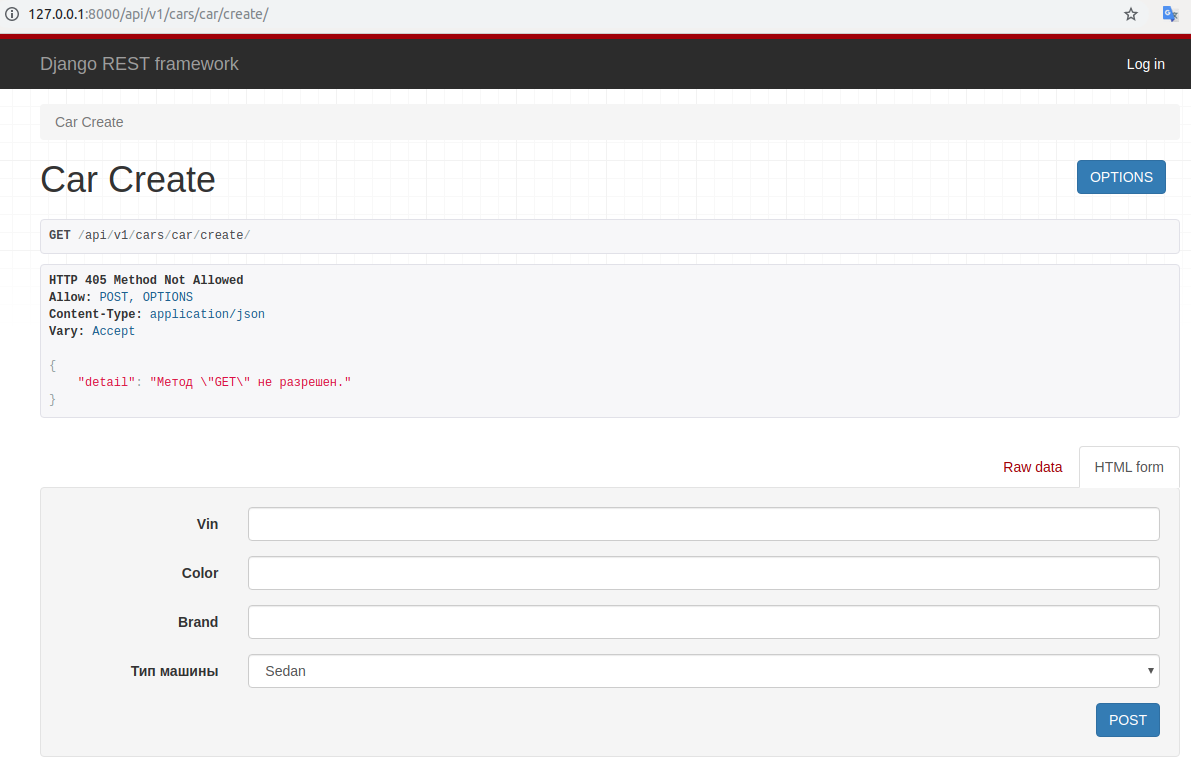 127.0.0.1:8000/api/v1/cars/car/create/
Django REST framework Log in
Car Create
Car Create OPTIONS
GET /api/v1/cars/car/create/
HTTP 405 Method Not Allowed
Allow: POST, OPTIONS
Content-Type: application/json
Vary: Accept
{
"detail": "Метод \"GET\" не разрешен."
}
Raw data HTML form
Vin
Color
Brand
Тип машины Sedan
POST